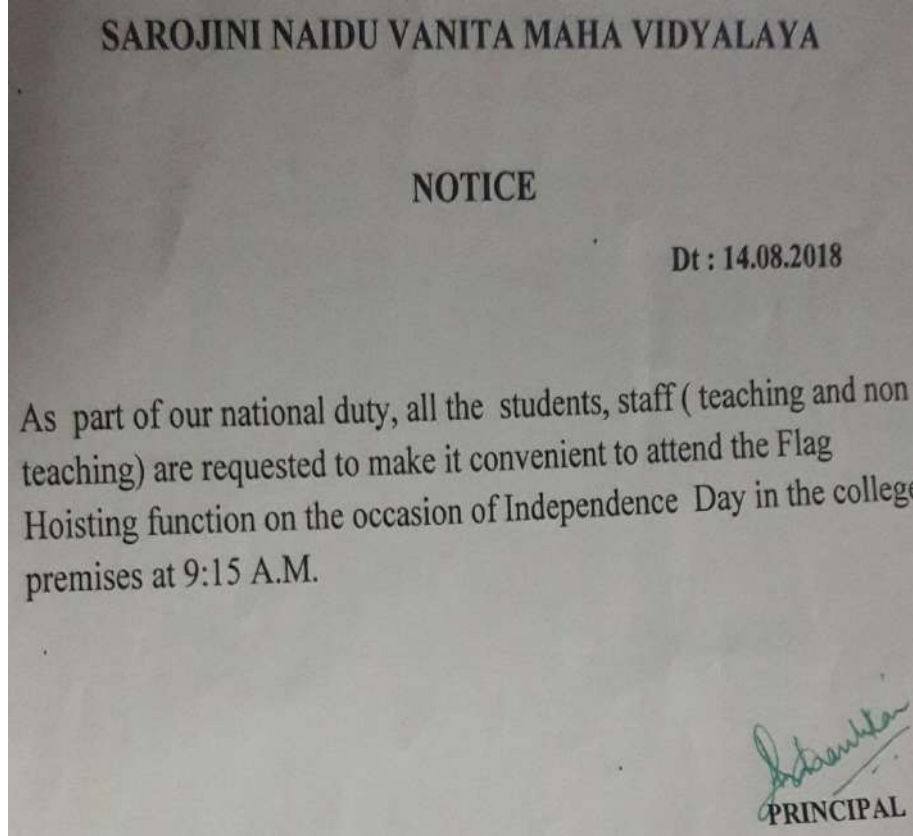 SAROJINI NAIDU VANITA MAHA VIDYALAYA
NOTICE
Dt : 14.08.2018
As part of our national duty, all the students, staff ( teaching and non
teaching) are requested to make it convenient to attend the Flag
Hoisting function on the occasion of Independence Day in the college
premises at 9:15 A.M.
PRINCIPAL